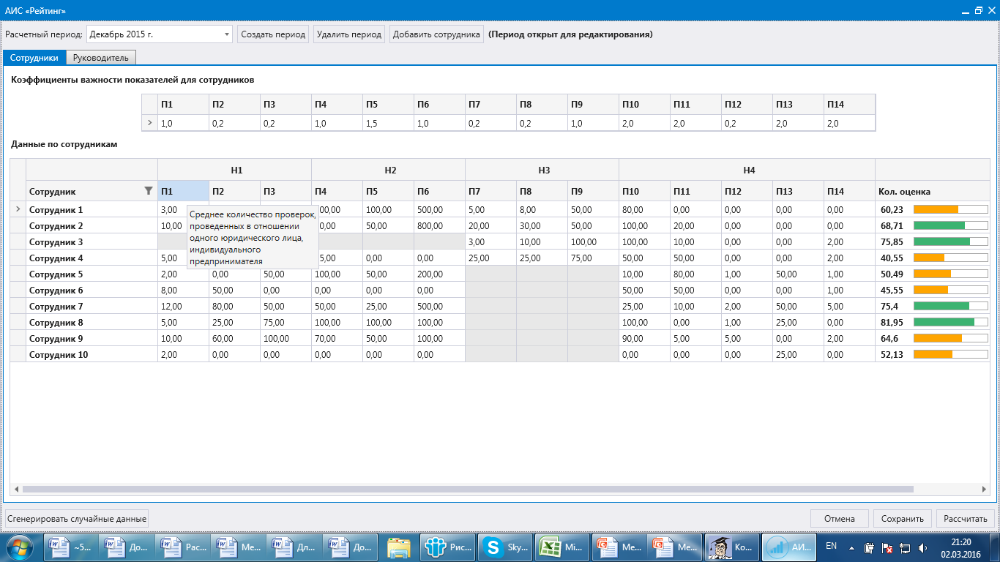 АИС «Рейтинг»
Расчетный период: Декабрь 2015 г. Создать период Удалить период Добавить сотрудника (Период открыт для редактирования)
Сотрудники Руководитель
Коэффициенты важности показателей для сотрудников
П1 П2 П3 П4 П5 П6 П7 П8 П9 П10 П11 П12 П13 П14
1,0 0,2 0,2 1,0 1,5 1,0 0,2 0,2 1,0 2,0 2,0 0,2 2,0 2,0
Данные по сотрудникам
Н1 Н2 Н3 Н4
Сотрудник П1 П2 П3 П4 П5 П6 П7 П8 П9 П10 П11 П12 П13 П14 Кол. оценка
Сотрудник 1 3,00 00,00 100,00 500,00 5,00 8,00 50,00 80,00 0,00 0,00 0,00 0,00 60,23
Сотрудник 2 10,00 0,00 50,00 800,00 20,00 30,00 50,00 100,00 20,00 0,00 0,00 0,00 68,71
Сотрудник 3 3,00 10,00 100,00 100,00 10,00 0,00 0,00 2,00 75,85
Сотрудник 4 5,00 5,00 0,00 0,00 25,00 25,00 75,00 50,00 50,00 0,00 0,00 2,00 40,55
Среднее количество проверок,
проведенных в отношении
одного юридического лица,
индивидуального
предпринимателя
Сотрудник 5 2,00 0,00 50,00 100,00 50,00 200,00 10,00 80,00 1,00 50,00 1,00 50,49
Сотрудник 6 8,00 50,00 0,00 0,00 0,00 0,00 50,00 50,00 0,00 0,00 1,00 45,55
Сотрудник 7 12,00 80,00 50,00 50,00 25,00 500,00 25,00 10,00 2,00 50,00 5,00 75,4
Сотрудник 8 5,00 25,00 75,00 100,00 100,00 100,00 100,00 0,00 1,00 25,00 0,00 81,95
Сотрудник 9 10,00 60,00 100,00 70,00 50,00 100,00 90,00 5,00 5,00 0,00 2,00 64,6
Сотрудник 10 2,00 0,00 0,00 0,00 0,00 0,00 0,00 0,00 0,00 25,00 0,00 52,13
Сгенерировать случайные данные Отмена Сохранить Рассчитать
~5... До... Рас... Ме... Дл... До... Рис... Sky... Mi... Ме... Ме... Ко... АИ... EN 21:20
02.03.2016